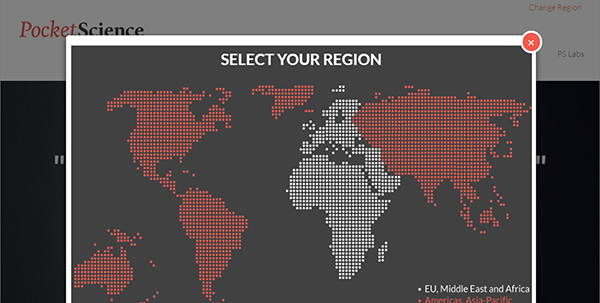 Change Region
PocketScience
×
SELECT YOUR REGION
PS Labs
"
"
• EU, Middle East and Africa
• Americas, Asia-Pacific